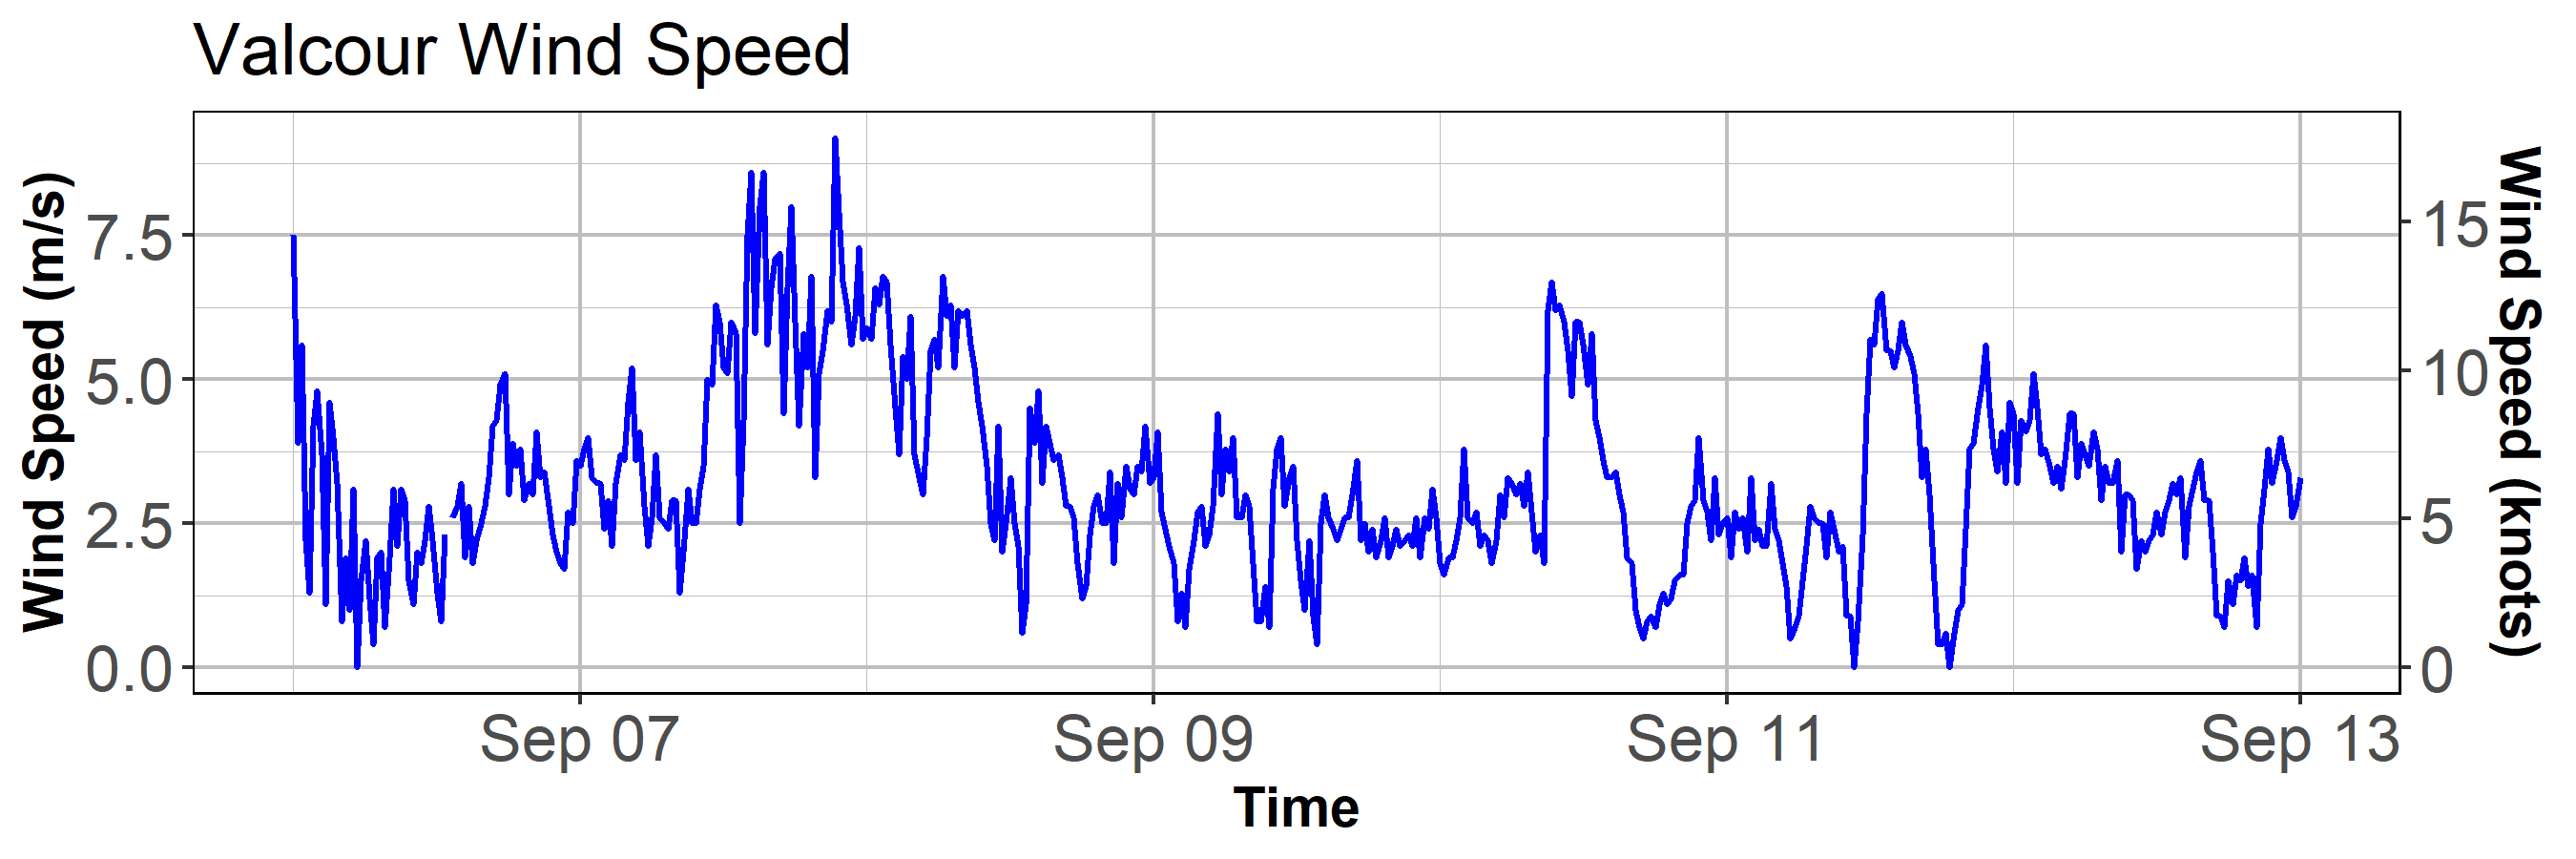 Valcour Wind Speed
Wind Speed (m/s)
7.5
5.0
2.5
0.0
15
10
5
0
Wind Speed (knots)
Sep 07
Sep 09
Sep 11
Sep 13
Time